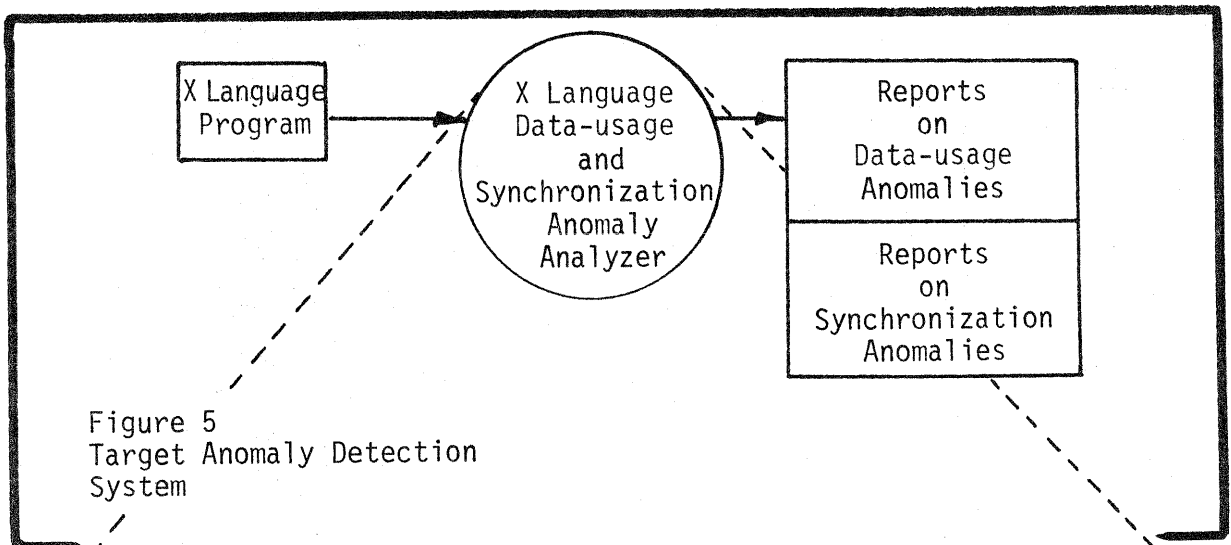 X Language
Program
X Language
Data-usage
and
Synchronization
Anomaly
Analyzer
Reports
on
Data-usage
Anomalies
Reports
on
Synchronization
Anomalies
Figure 5
Target Anomaly Detection
System